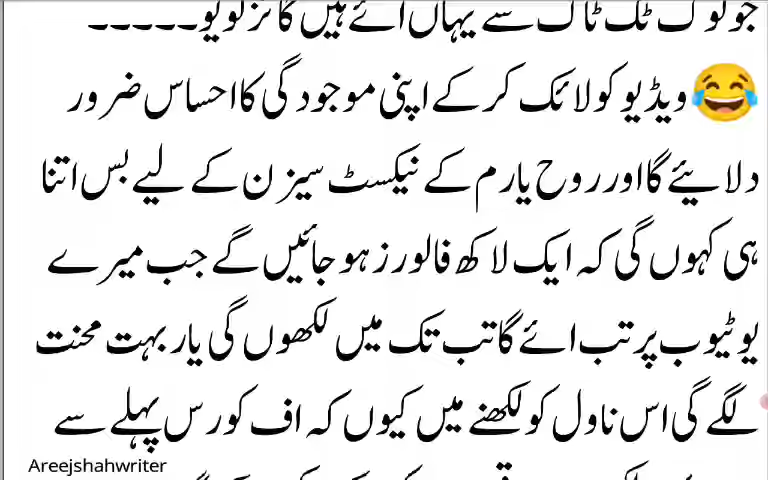 جو لوگ ٹک ٹاک سے یہاں ائے ہیں گائز لو یو۔۔۔۔۔
😂ویڈیو کو لائک کر کے اپنی موجودگی کا احساس ضرور
دلایئے گا اور روح یارم کے نیکسٹ سیزن کے لیے بس اتنا
ہی کہوں گی کہ ایک لاکھ فالورز ہو جائیں گے جب میرے
یوٹیوب پر تب ائے گا تب تک میں لکھوں گی یار بہت محنت
لگے گی اس ناول کو لکھنے میں کیوں کہ اف کورس پہلے سے
Areejshahwriter